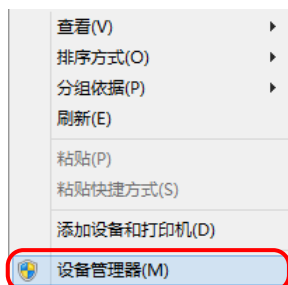 查看(V)
排序方式(O)
分组依据(P)
刷新(E)
粘贴(P)
粘贴快捷方式(S)
添加设备和打印机(D)
设备管理器(M)